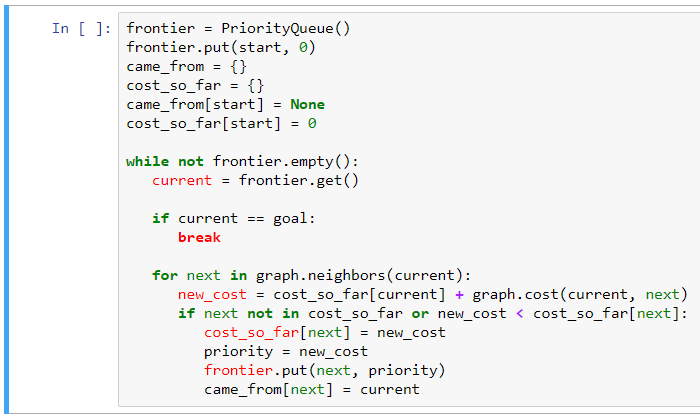 In [ ]: frontier = PriorityQueue()
frontier.put(start, 0)
came_from = {}
cost_so_far = {}
came_from[start] = None
cost_so_far[start] = 0

while not frontier.empty():
   current = frontier.get()

   if current == goal:
      break

   for next in graph.neighbors(current):
      new_cost = cost_so_far[current] + graph.cost(current, next)
      if next not in cost_so_far or new_cost < cost_so_far[next]:
         cost_so_far[next] = new_cost
         priority = new_cost
         frontier.put(next, priority)
         came_from[next] = current